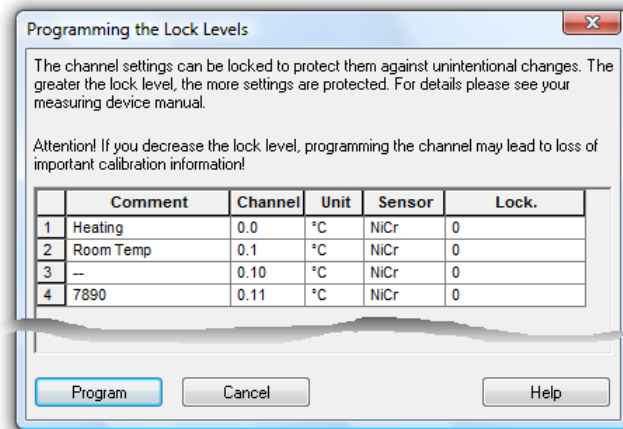 Programming the Lock Levels
The channel settings can be locked to protect them against unintentional changes. The
greater the lock level, the more settings are protected. For details please see your
measuring device manual.
Attention! If you decrease the lock level, programming the channel may lead to loss of
important calibration information!
Comment Channel Unit Sensor Lock.
1 Heating 0.0 °C NiCr 0
2 Room Temp 0.1 °C NiCr 0
3 -- 0.10 °C NiCr 0
4 7890 0.11 °C NiCr 0
Program Cancel Help